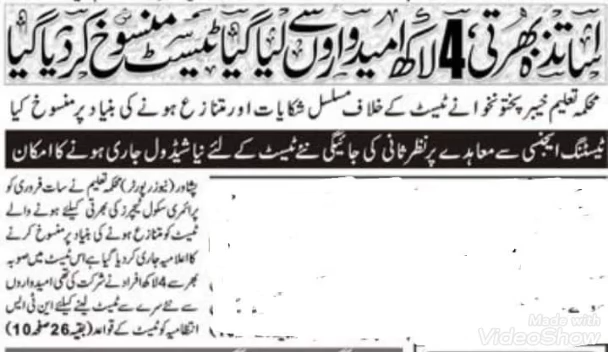 اساتذہ بھرتی، 4 لاکھ امیدواروں سے لیا گیا ٹیسٹ منسوخ کر دیا گیا
محکمہ تعلیم خیبر پختونخوا نے ٹیسٹ کے خلاف مسلسل شکایات اور متنازع ہونے کی بنیاد پر منسوخ کیا
ٹیسٹنگ ایجنسی سے معاہدے پر نظر ثانی کی جائیگی نئے ٹیسٹ کے لئے نیا شیڈول جاری ہونے کا امکان
پشاور (نیوز رپورٹر) محکمہ تعلیم نے سات فروری کو
پرائمری سکول ٹیچرز کی بھرتی کیلئے ہونے والے
ٹیسٹ کو متنازع ہونے کی بنیاد پر منسوخ کرنے
کا اعلامیہ جاری کر دیا گیا ہے اس ٹیسٹ میں صوبہ
بھر سے 4 لاکھ افراد نے شرکت کی تھی امیدواروں
سے نئے سرے سے ٹیسٹ لینے کیلئے این ٹی ایس
انتظامیہ کو ٹیسٹ کے قواعد (بقیہ 26 صفحہ 10)
Made with
VideoShow